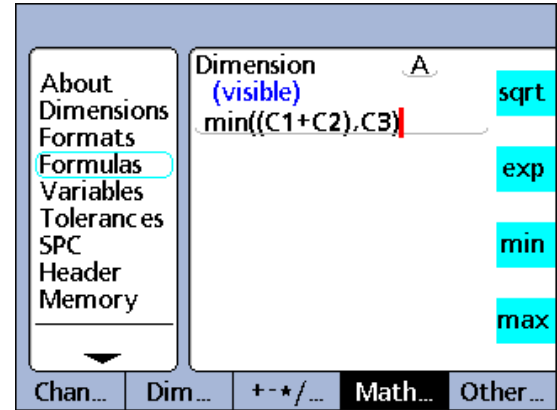 About
Dimensions
Formats
Formulas
Variables
Tolerances
SPC
Header
Memory
Dimension A
(visible)
min((C1+C2),C3)
sqrt
exp
min
max
Chan...
Dim...
+-*/...
Math...
Other...